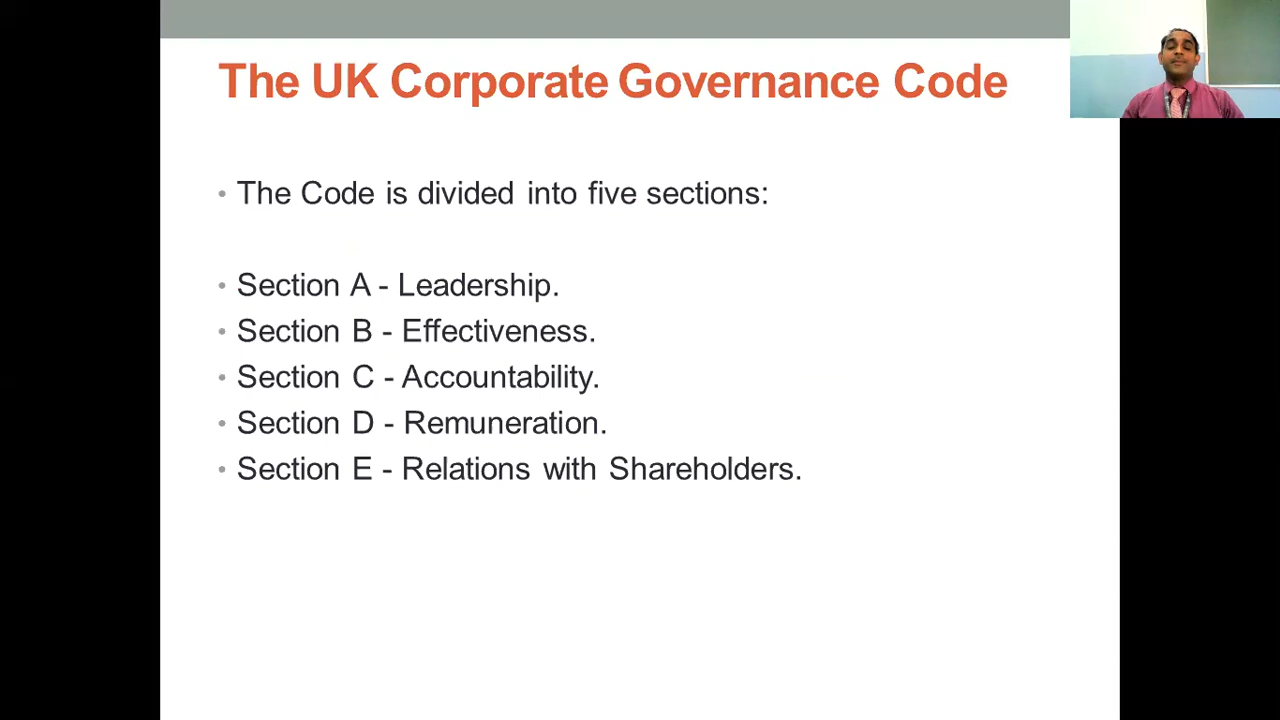 The UK Corporate Governance Code
• The Code is divided into five sections:
• Section A - Leadership.
• Section B - Effectiveness.
• Section C - Accountability.
• Section D - Remuneration.
• Section E - Relations with Shareholders.